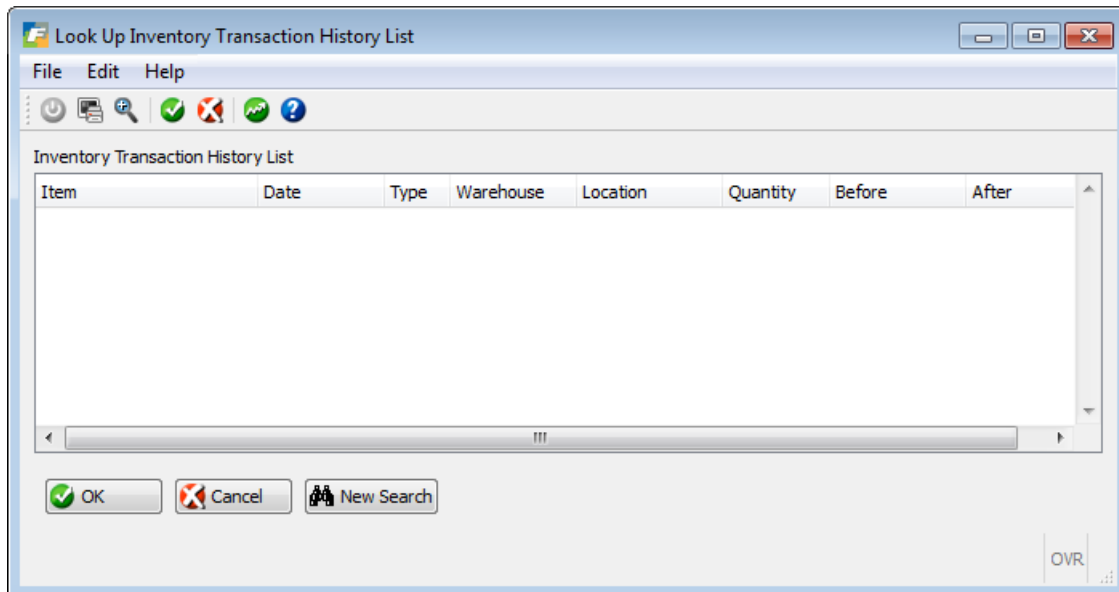 Look Up Inventory Transaction History List
File Edit Help
Inventory Transaction History List
Item Date Type Warehouse Location Quantity Before After
OK Cancel New Search
OVR